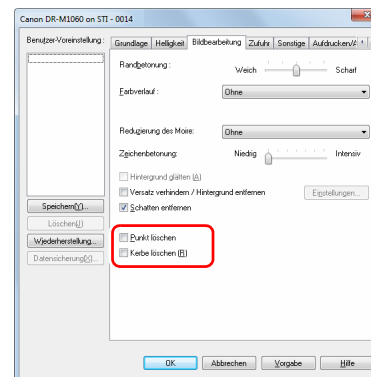 Canon DR-M1060 on STI - 0014
Benutzer-Voreinstellung :
Grundlage Helligkeit Bildbearbeitung Zufuhr Sonstige Aufdrucken/A
Randbetonung : Weich Scharf
Farbverlauf : Ohne
Reduzierung des Moire: Ohne
Zeichenbetonung: Niedrig Intensiv
Hintergrund glätten (A)
Versatz verhindern / Hintergrund entfernen Einstellungen...
Schatten entfernen
Speichern(Y)...
Löschen(J)
Wiederherstellung...
Datensicherung(X)...
Punkt löschen
Kerbe löschen (R)
OK Abbrechen Vorgabe Hilfe